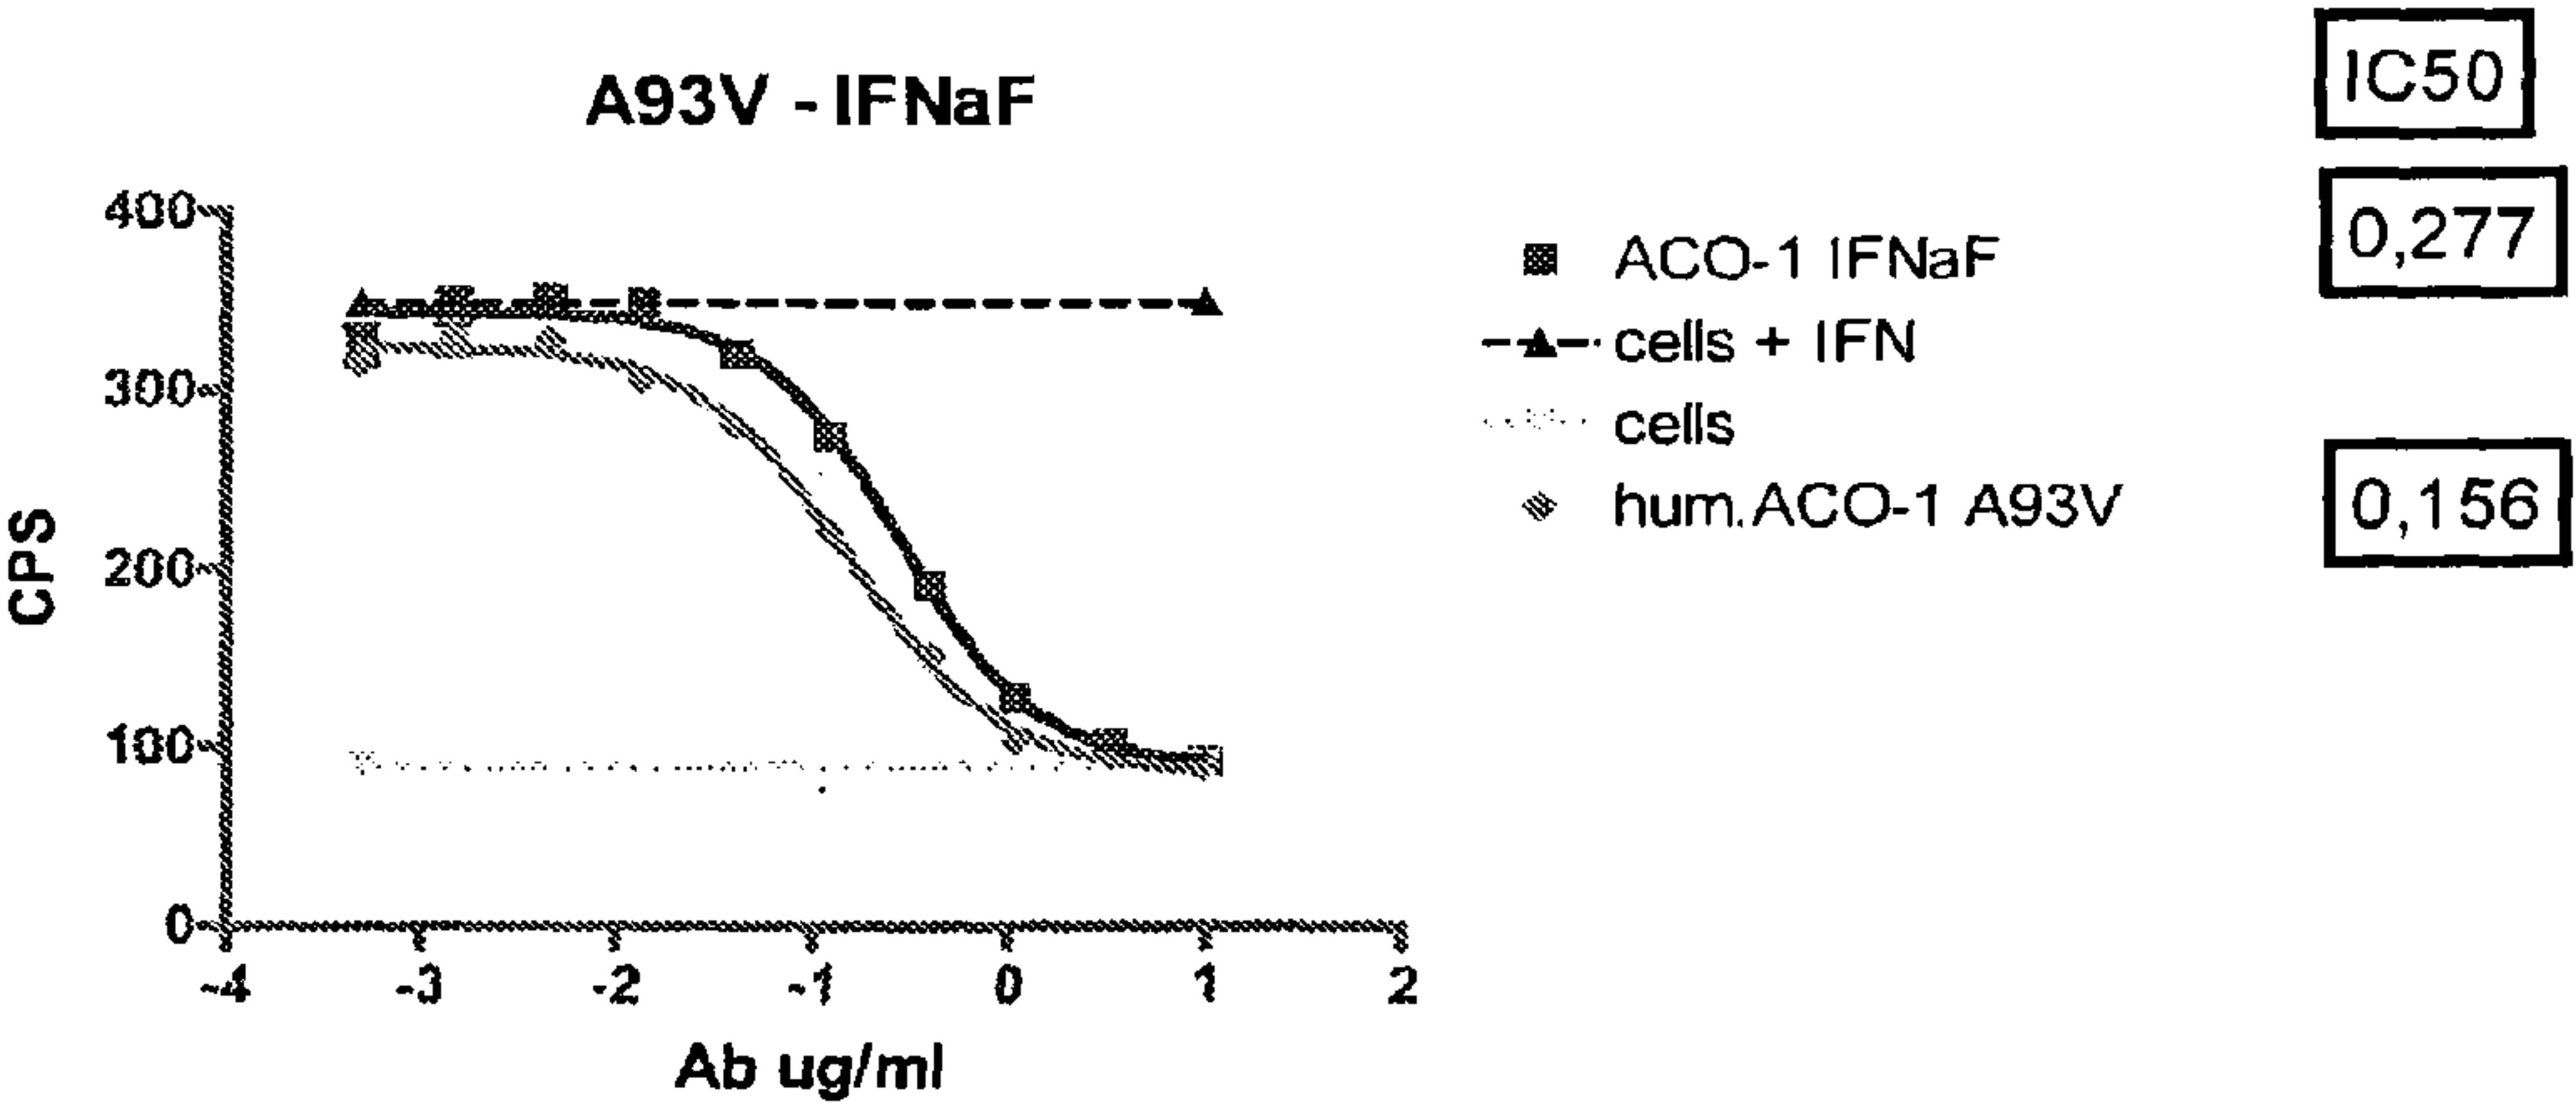 A93V - IFNaF
IC50
400
300
200
100
0
CPS
-4
-3
-2
-1
0
1
2
Ab ug/ml
ACO-1 IFNaF
0,277
cells + IFN
cells
hum.ACO-1 A93V
0,156